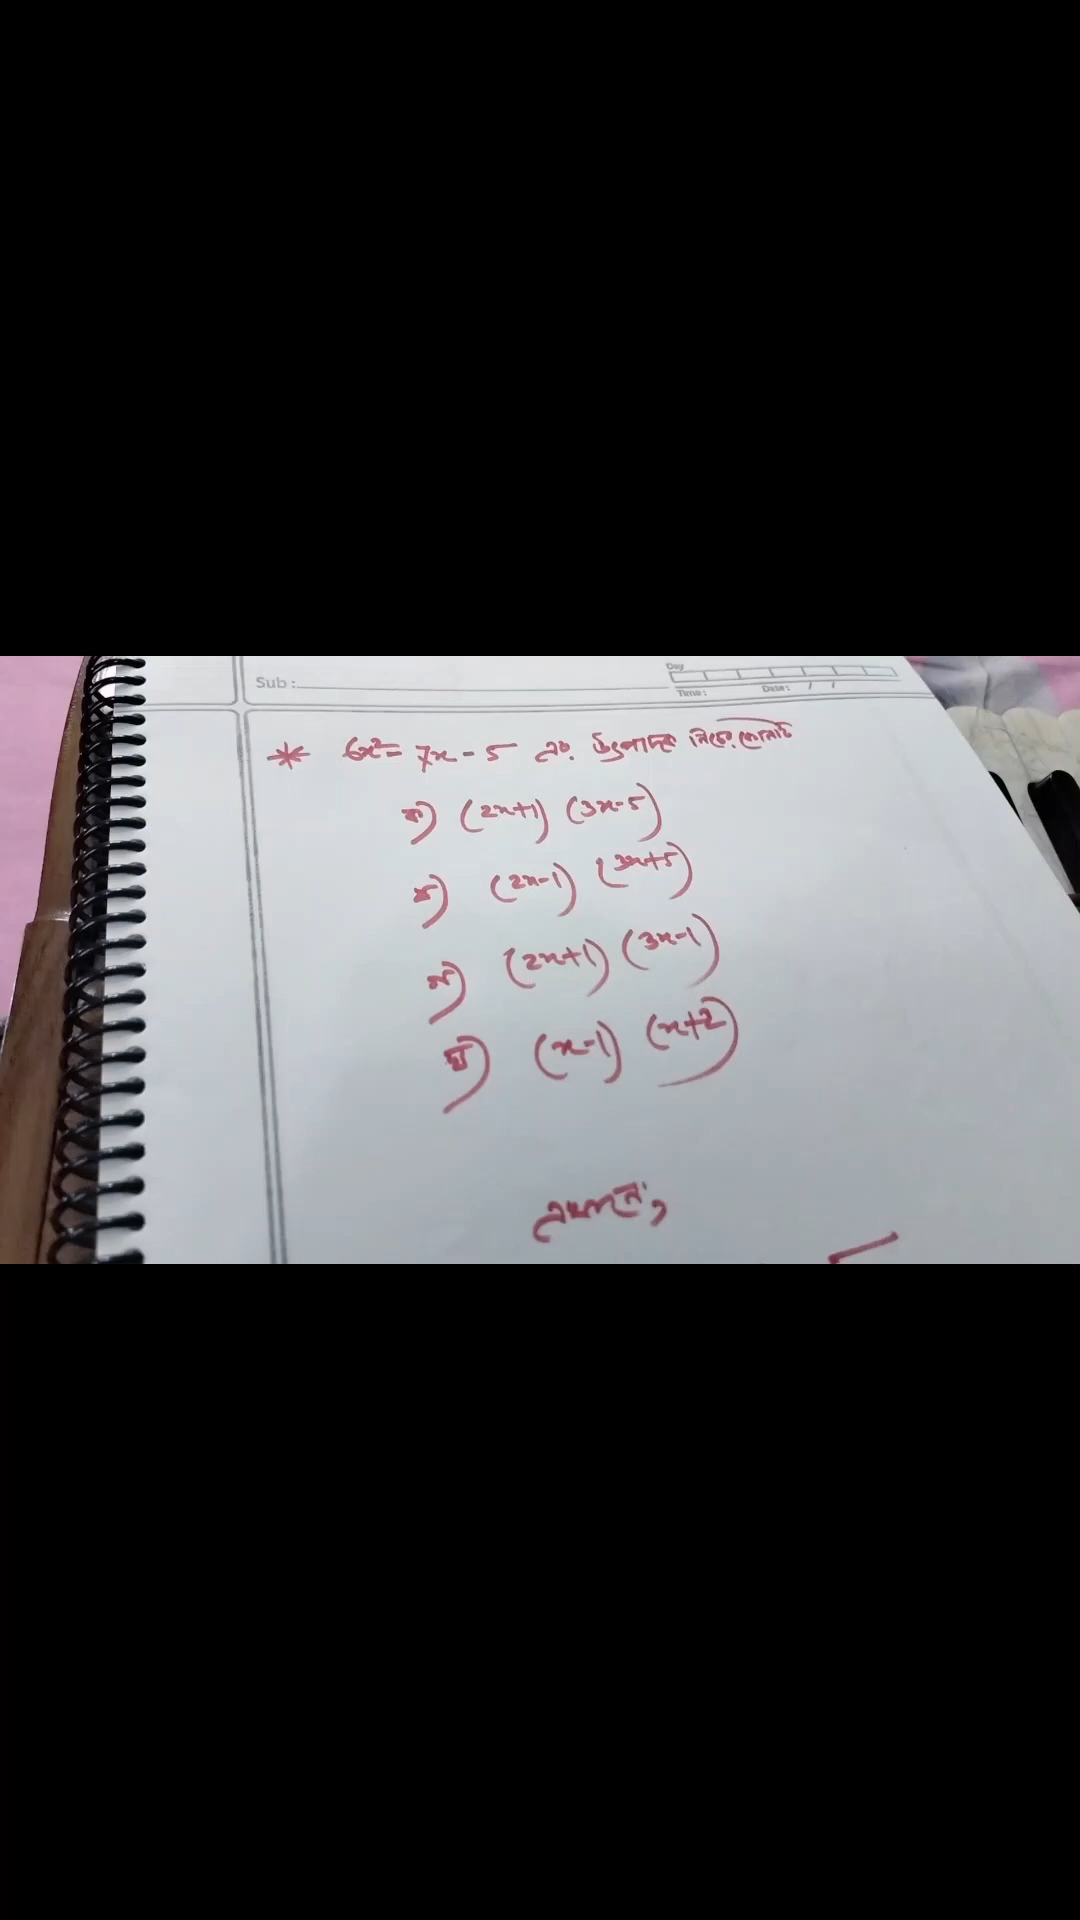 Day
Sub :
Time : Date : / /
* 6x² = 7x - 5 এর উৎপাদক নিচের কোনটি
ক) (2x+1) (3x-5)
খ) (2x-1) (3x+5)
গ) (2x+1) (3x-1)
ঘ) (x-1) (x+2)
এখানে,